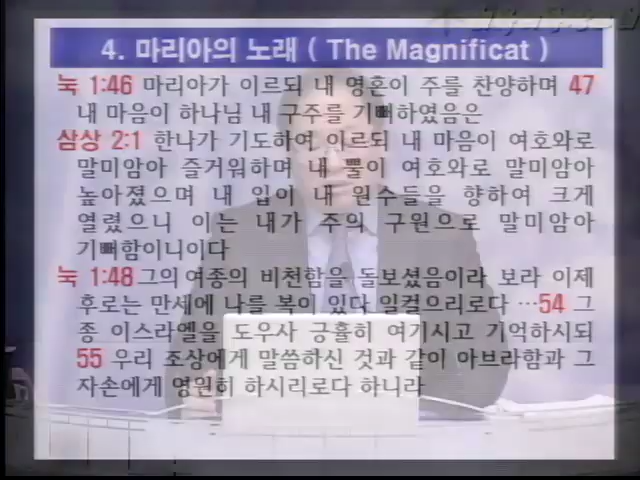 4. 마리아의 노래 ( The Magnificat )
눅 1:46 마리아가 이르되 내 영혼이 주를 찬양하며 47
내 마음이 하나님 내 구주를 기뻐하였음은
삼상 2:1 한나가 기도하여 이르되 내 마음이 여호와로
말미암아 즐거워하며 내 뿔이 여호와로 말미암아
높아졌으며 내 입이 내 원수들을 향하여 크게
열렸으니 이는 내가 주의 구원으로 말미암아
기뻐함이니이다
눅 1:48 그의 여종의 비천함을 돌보셨음이라 보라 이제
후로는 만세에 나를 복이 있다 일컬으리로다 …54 그
종 이스라엘을 도우사 긍휼히 여기시고 기억하시되
55 우리 조상에게 말씀하신 것과 같이 아브라함과 그
자손에게 영원히 하시리로다 하니라